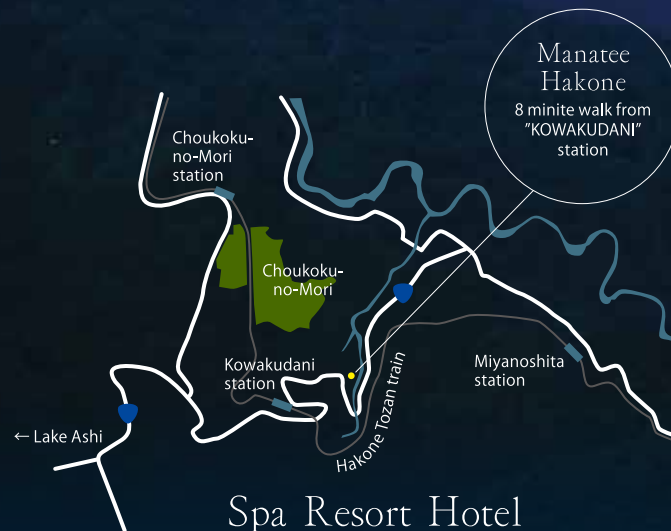 Manatee
Hakone
8 minite walk from
"KOWAKUDANI"
station
Choukoku-
no-Mori
station
Choukoku-
no-Mori
Kowakudani
station
Miyanoshita
station
Hakone Tozan train
← Lake Ashi
Spa Resort Hotel